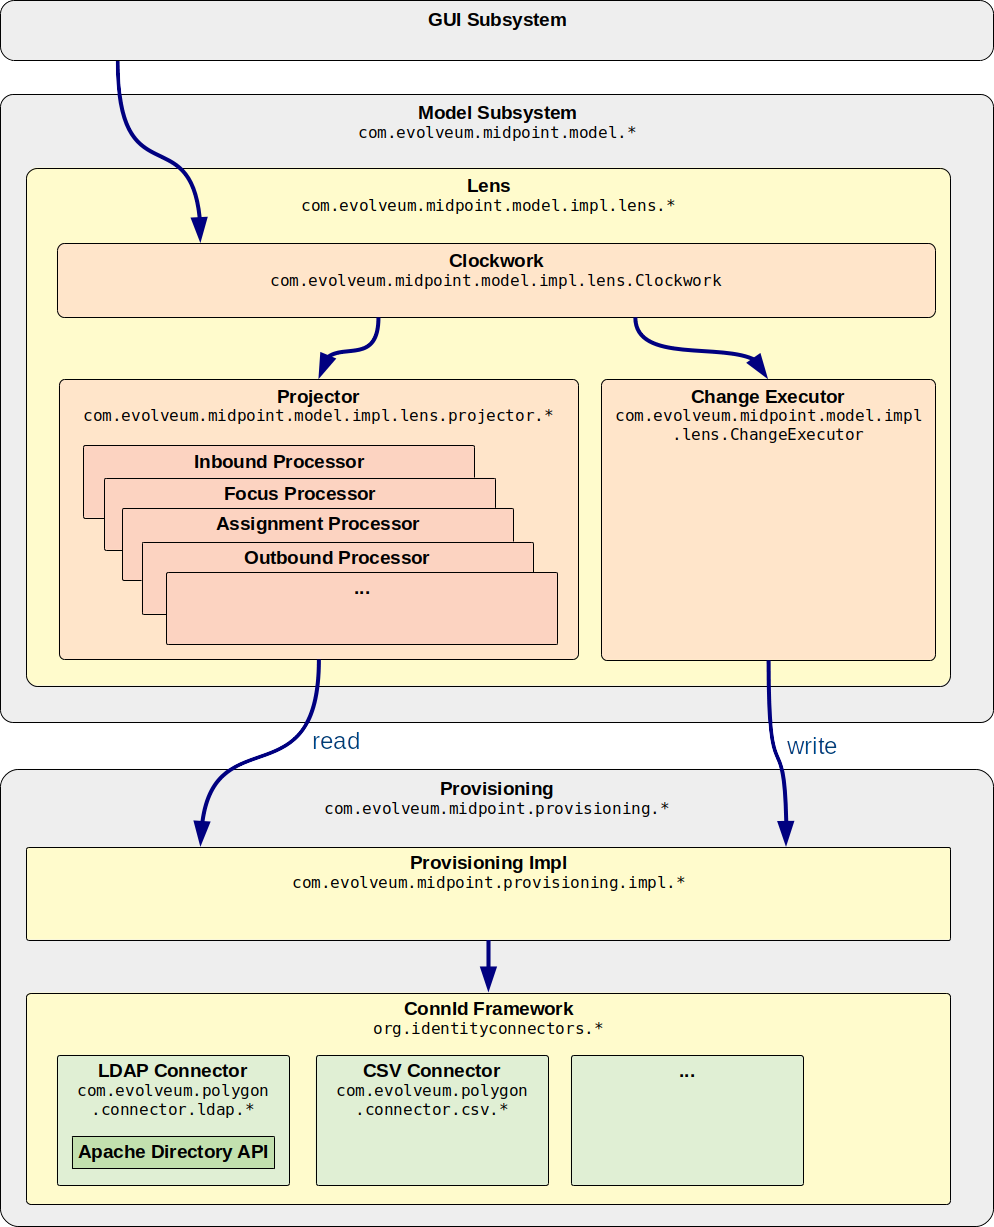 GUI Subsystem
Model Subsystem
com.evolveum.midpoint.model.*
Lens
com.evolveum.midpoint.model.impl.lens.*
Clockwork
com.evolveum.midpoint.model.impl.lens.Clockwork
Projector
com.evolveum.midpoint.model.impl.lens.projector.*
Inbound Processor
Focus Processor
Assignment Processor
Outbound Processor
...
Change Executor
com.evolveum.midpoint.model.impl
.lens.ChangeExecutor
read
write
Provisioning
com.evolveum.midpoint.provisioning.*
Provisioning Impl
com.evolveum.midpoint.provisioning.impl.*
ConnId Framework
org.identityconnectors.*
LDAP Connector
com.evolveum.polygon
.connector.ldap.*
Apache Directory API
CSV Connector
com.evolveum.polygon
.connector.csv.*
...